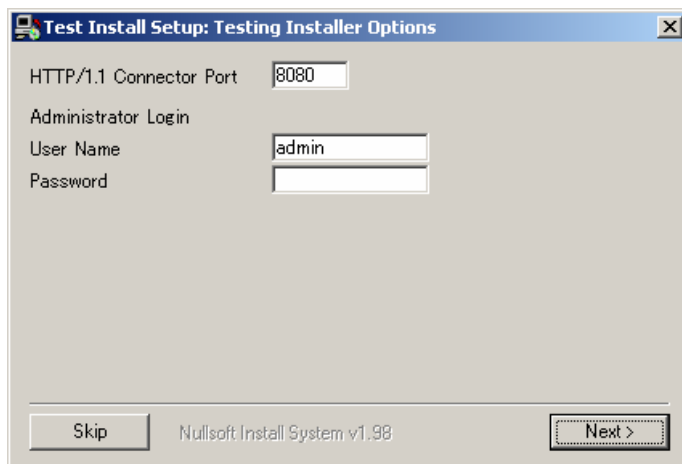 Test Install Setup: Testing Installer Options
HTTP/1.1 Connector Port 8080
Administrator Login
User Name admin
Password
Skip Nullsoft Install System v1.98 Next >